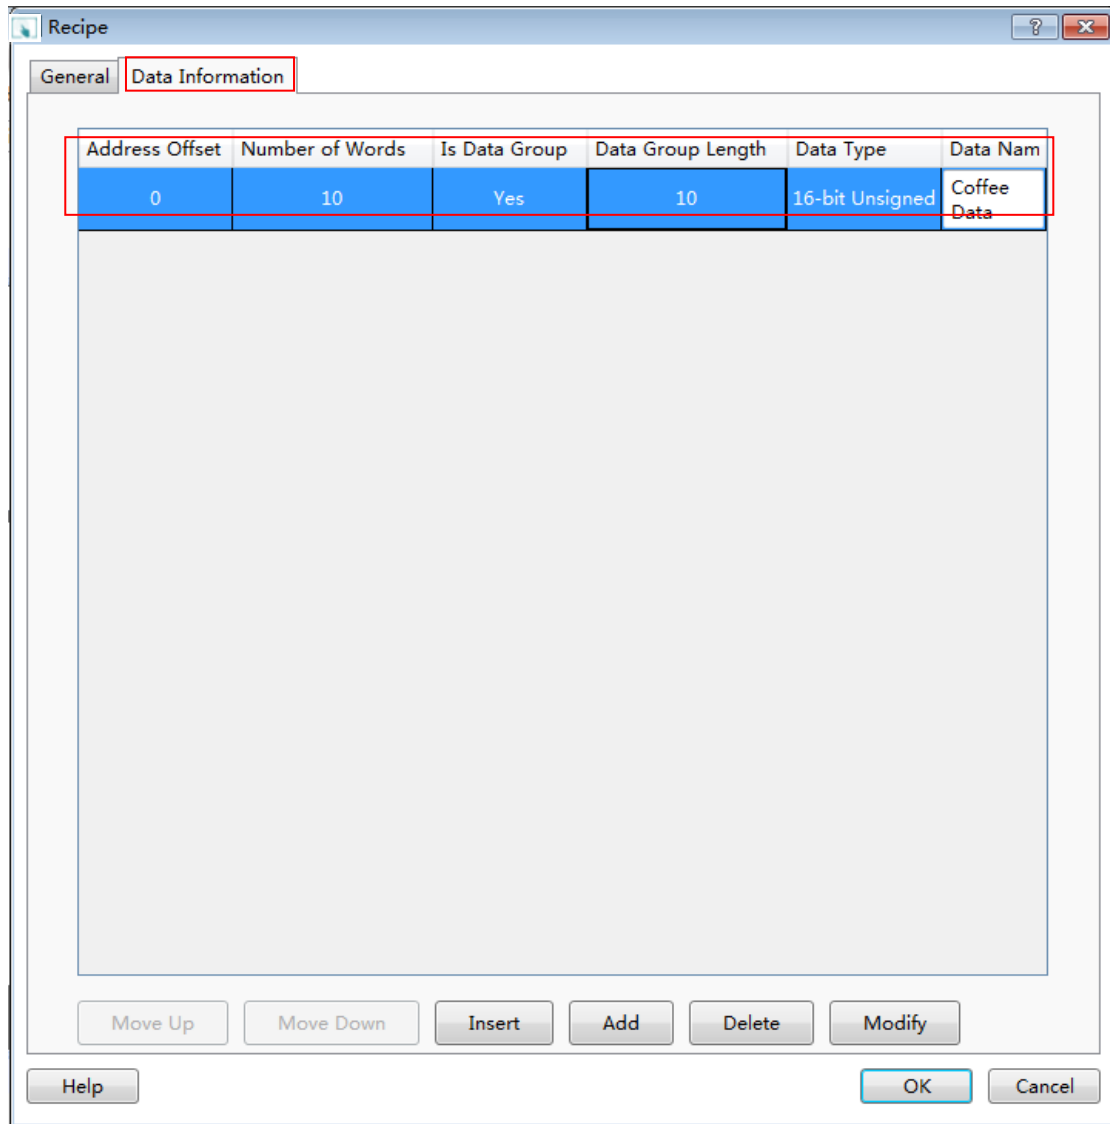 Recipe
General Data Information
Address Offset Number of Words Is Data Group Data Group Length Data Type Data Nam
0 10 Yes 10 16-bit Unsigned Coffee
Data
Move Up Move Down Insert Add Delete Modify
Help OK Cancel